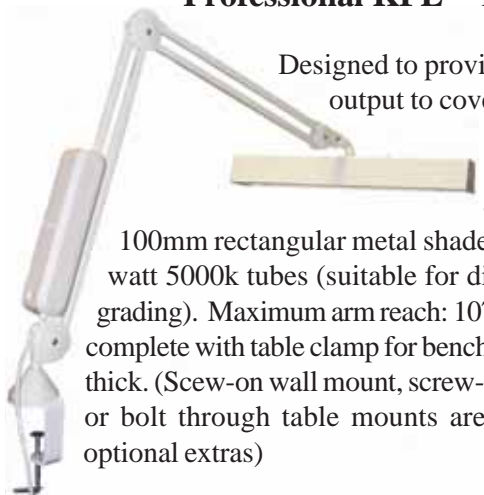 Professional
Designed to provi
output to cove
100mm rectangular metal shade
watt 5000k tubes (suitable for di
grading). Maximum arm reach: 10
complete with table clamp for bench
thick. (Scew-on wall mount, screw-
or bolt through table mounts are
optional extras)